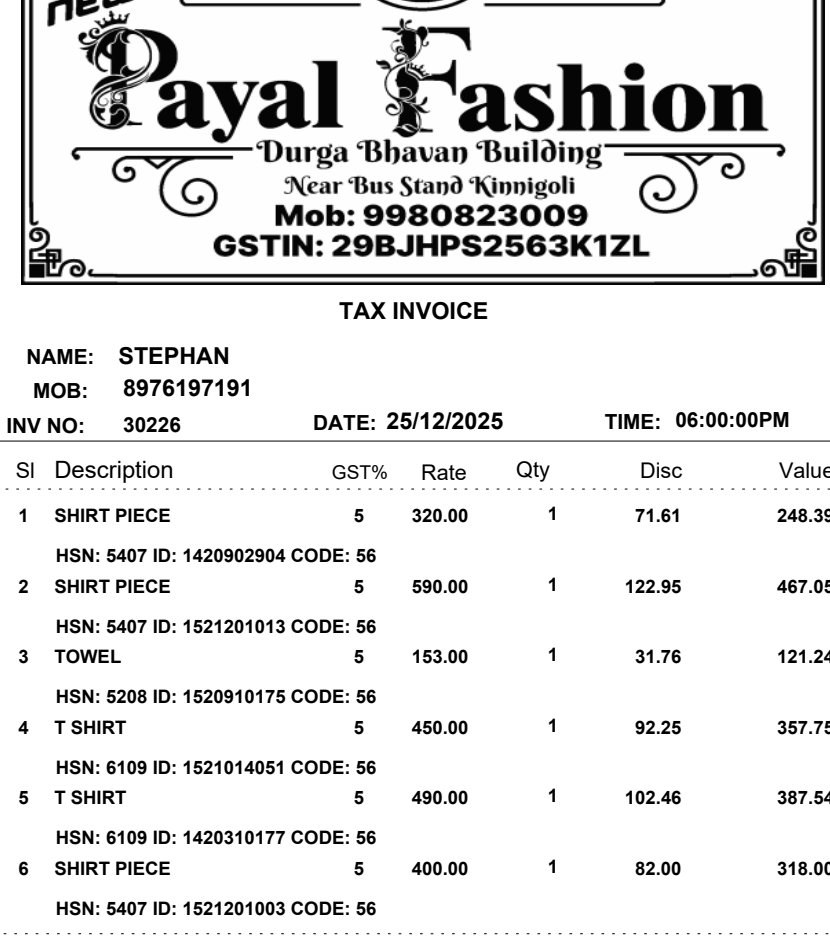 new
Payal Fashion
Durga Bhavan Building
Near Bus Stand Kinnigoli
Mob: 9980823009
GSTIN: 29BJHPS2563K1ZL
TAX INVOICE
NAME: STEPHAN
MOB: 8976197191
INV NO: 30226 DATE: 25/12/2025 TIME: 06:00:00PM
Sl Description GST% Rate Qty Disc Value
1 SHIRT PIECE 5 320.00 1 71.61 248.39
HSN: 5407 ID: 1420902904 CODE: 56
2 SHIRT PIECE 5 590.00 1 122.95 467.05
HSN: 5407 ID: 1521201013 CODE: 56
3 TOWEL 5 153.00 1 31.76 121.24
HSN: 5208 ID: 1520910175 CODE: 56
4 T SHIRT 5 450.00 1 92.25 357.75
HSN: 6109 ID: 1521014051 CODE: 56
5 T SHIRT 5 490.00 1 102.46 387.54
HSN: 6109 ID: 1420310177 CODE: 56
6 SHIRT PIECE 5 400.00 1 82.00 318.00
HSN: 5407 ID: 1521201003 CODE: 56